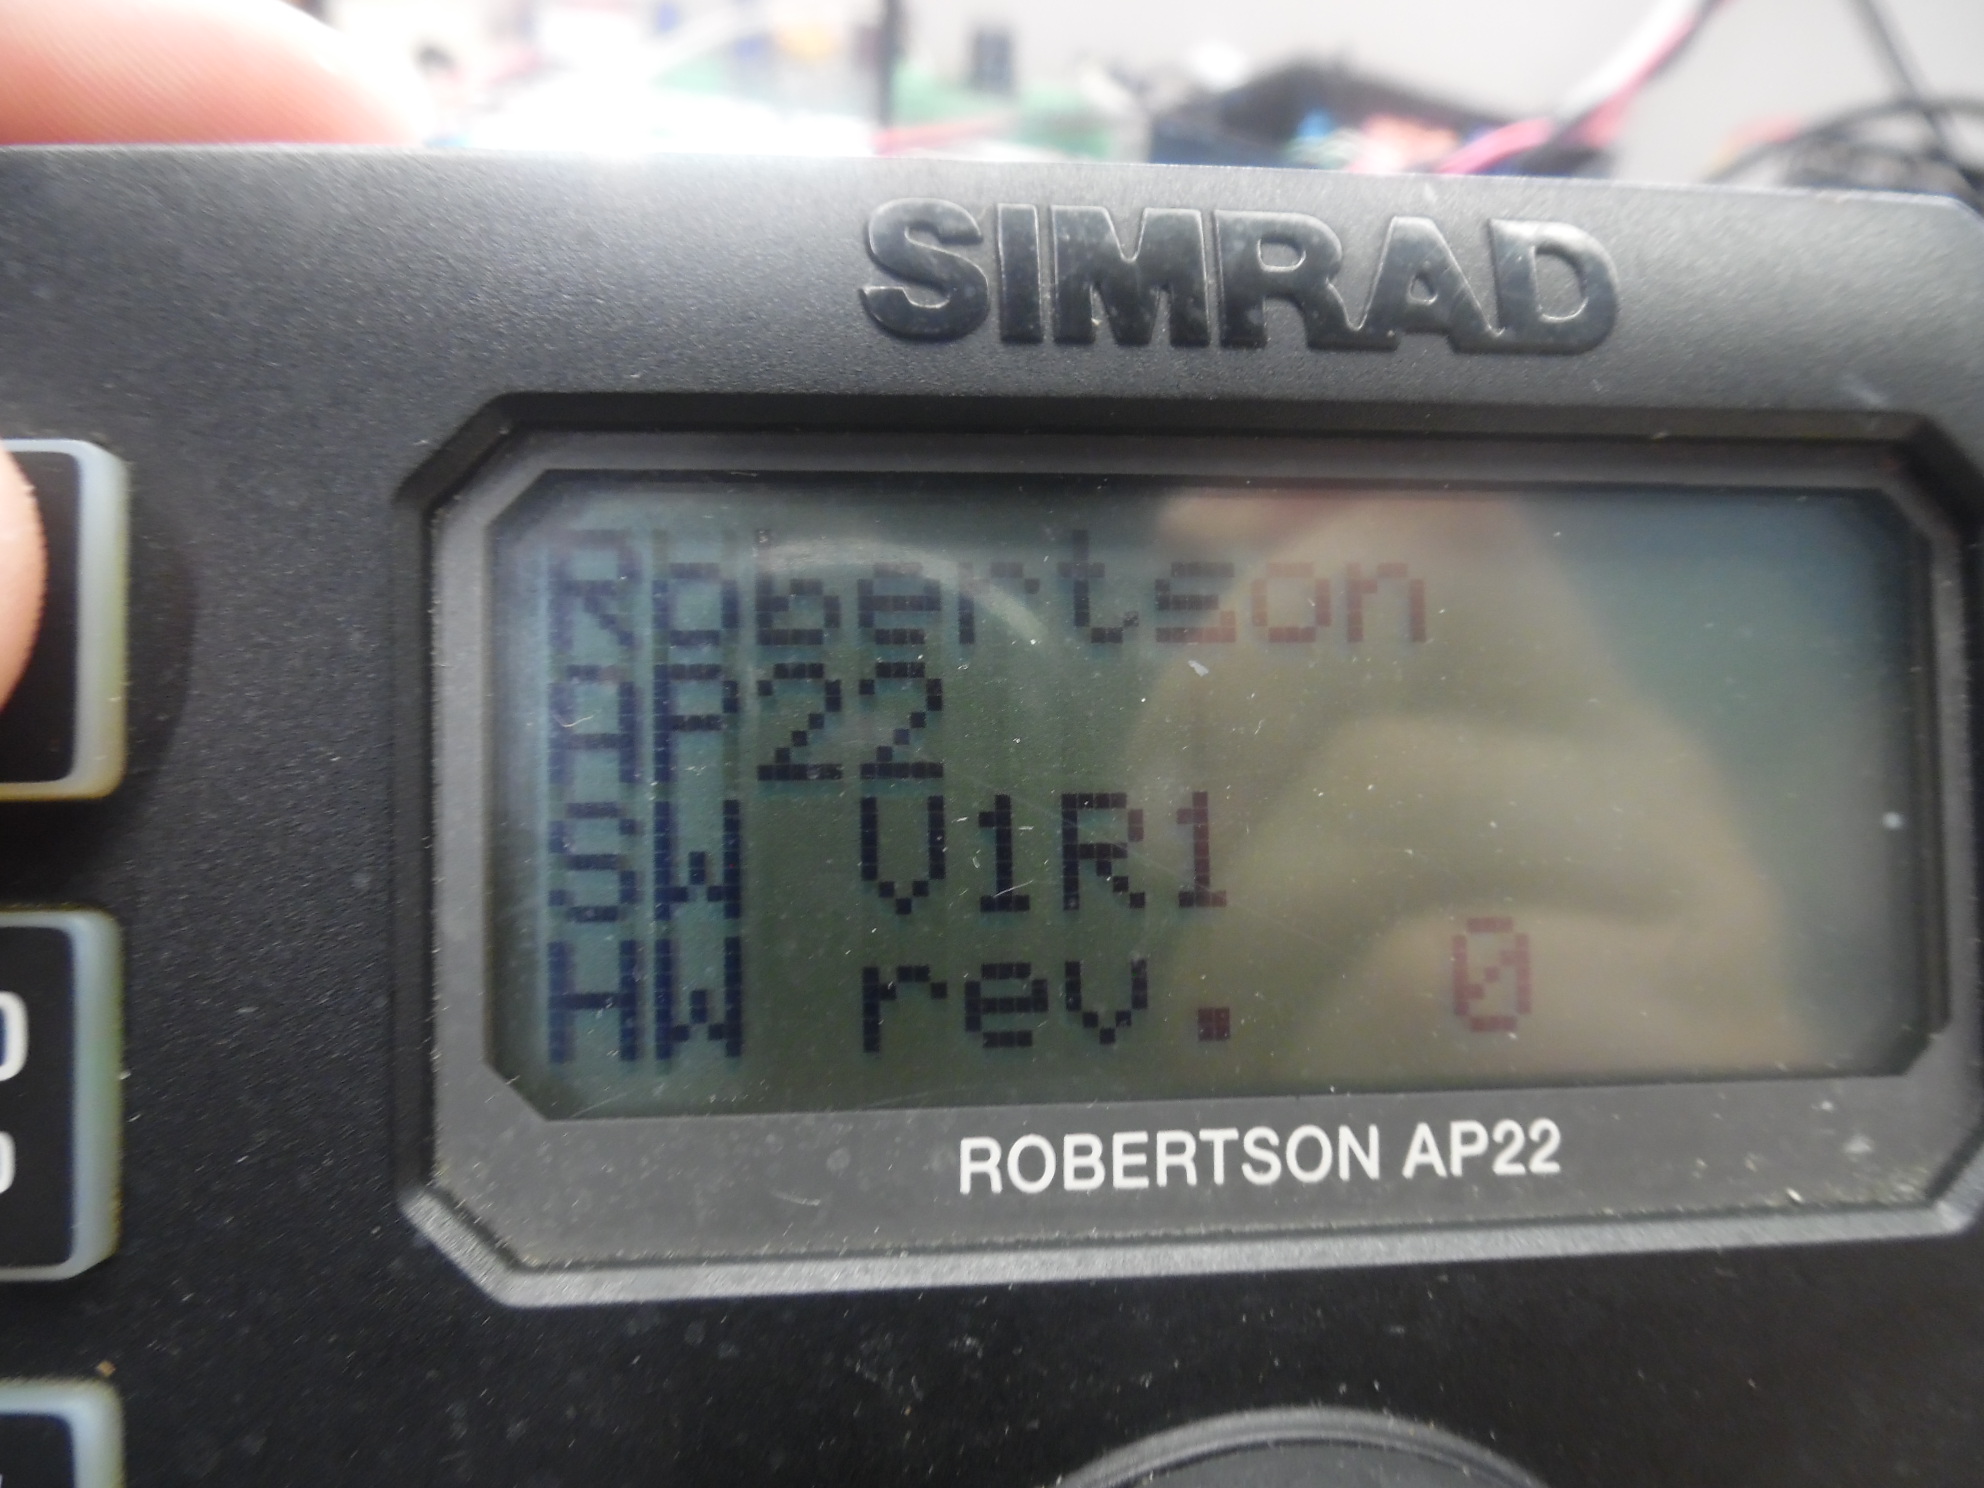 SIMRAD
Robertson
AP22
SW V1R1
HW rev. 0
ROBERTSON AP22